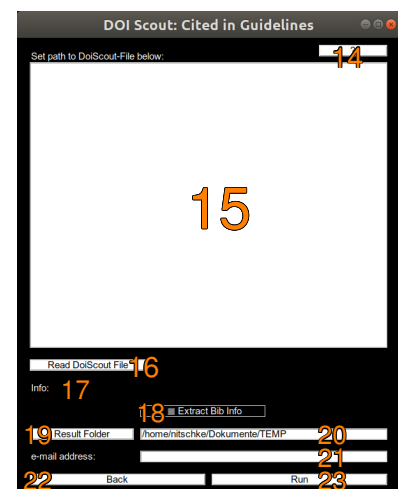 DOI Scout: Cited in Guidelines
14
Set path to DoiScout-File below:
15
Read DoiScout File
16
Info:
17
18
Extract Bib Info
19
Result Folder
/home/nitschke/Dokumente/TEMP
20
e-mail address:
21
22
Back
Run
23